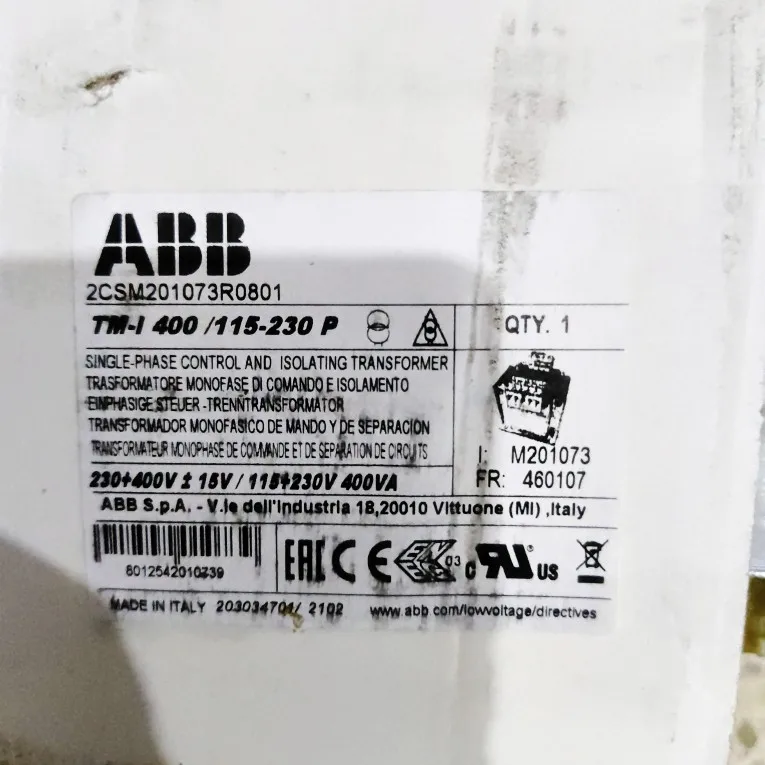 ABB
2CSM201073R0801
TM-I 400 /115-230 P
QTY. 1
SINGLE-PHASE CONTROL AND ISOLATING TRANSFORMER
TRASFORMATORE MONOFASE DI COMANDO E ISOLAMENTO
EINPHASIGE STEUER -TRENNTRANSFORMATOR
TRANSFORMADOR MONOFASICO DE MANDO Y DE SEPARACION
TRANSFORMATEUR MONOPHASE DE COMMANDE ET DE SEPARATION DE CIRCUITS
I: M201073
FR: 460107
230+400V ± 15V / 115+230V 400VA
ABB S.p.A. - V.le dell'Industria 18,20010 Vittuone (MI) ,Italy
8012542010739
EAC CE 03 c RU ® US
MADE IN ITALY 203034701/ 2102 www.abb.com/lowvoltage/directives